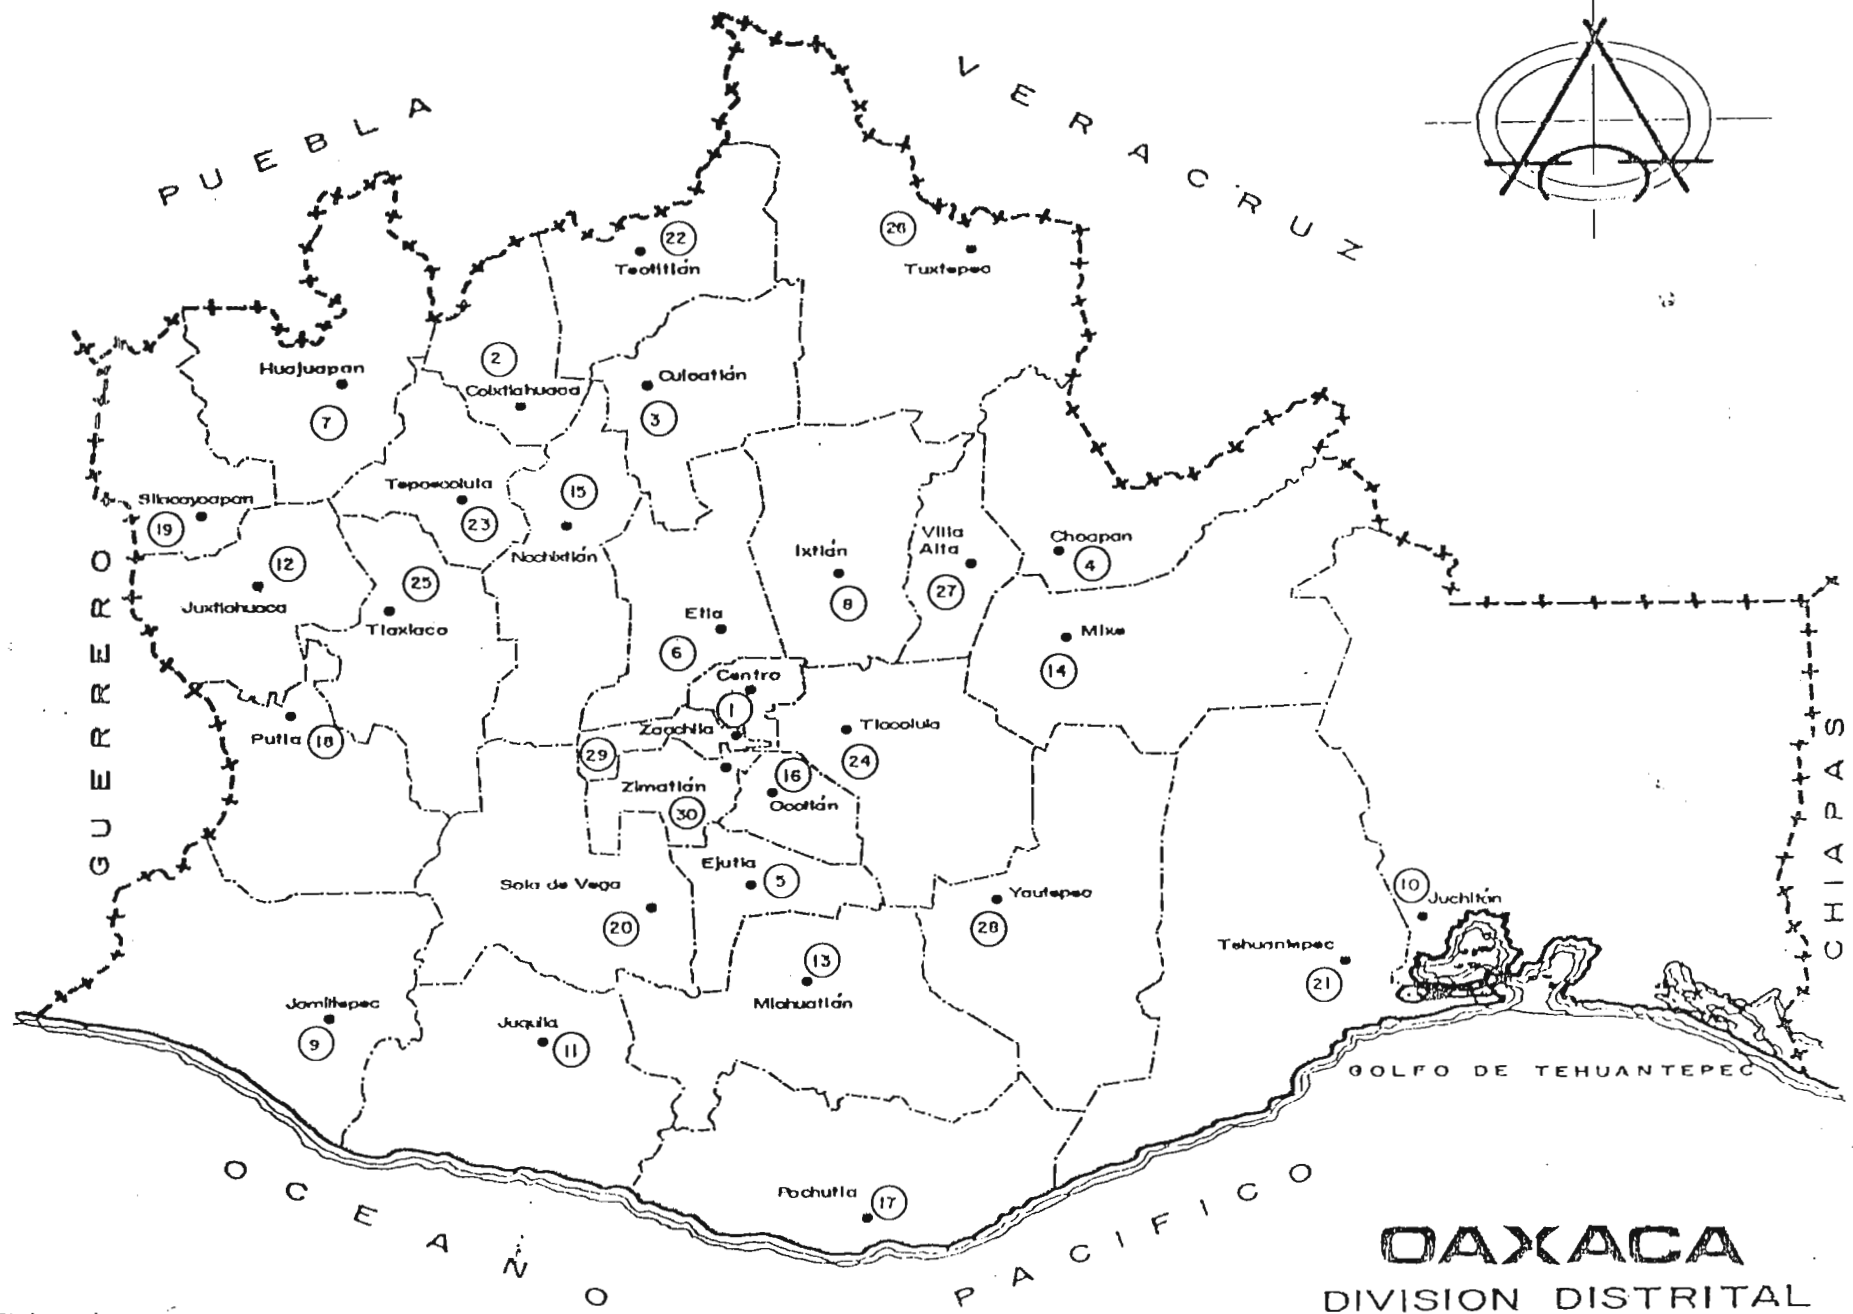 PUEBLA
VERACRUZ
GUERRERO
CHIAPAS
22
Teotitlán
26
Tuxtepec
2
Coixtlahuaca
Huajuapan
7
Cuicatlán
3
Silacayoapan
19
Teposcolula
23
15
Nochixtlán
12
Juxtlahuaca
25
Tlaxiaco
Ixtlán
8
Villa
Alta
27
Choapan
4
Etla
6
Mixe
14
Centro
1
Zaachila
29
Putla
18
Tlacolula
24
Zimatlán
30
16
Ocotlán
Ejutla
5
Sola de Vega
20
Yautepec
28
10
Juchitán
13
Miahuatlán
Tehuantepec
21
Jamiltepec
9
Juquila
11
Pochutla
17
GOLFO DE TEHUANTEPEC
OCEANO PACIFICO
OAXACA
DIVISION DISTRITAL